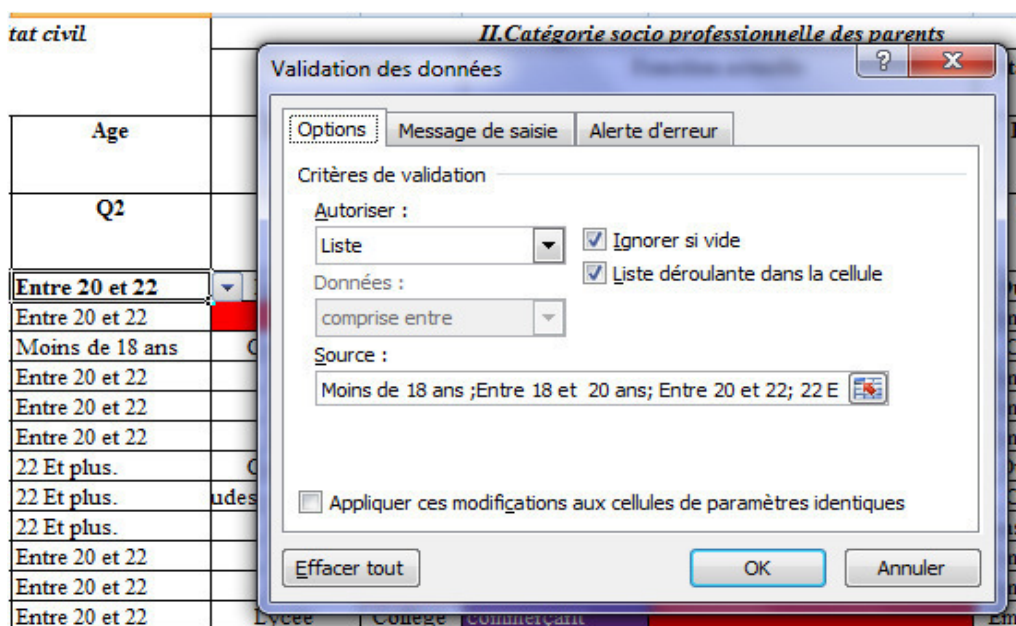 tat civil
II.Catégorie socio professionnelle des parents
Validation des données
Age
Options
Message de saisie
Alerte d'erreur
Critères de validation
Q2
Autoriser :
Liste
Ignorer si vide
Liste déroulante dans la cellule
Données :
comprise entre
Source :
Moins de 18 ans ;Entre 18 et  20 ans; Entre 20 et 22; 22 E
Appliquer ces modifications aux cellules de paramètres identiques
Effacer tout
OK
Annuler
Entre 20 et 22
Entre 20 et 22
Moins de 18 ans
Entre 20 et 22
Entre 20 et 22
Entre 20 et 22
22 Et plus.
22 Et plus.
udes
22 Et plus.
Entre 20 et 22
Entre 20 et 22
Entre 20 et 22
Lycée
Collège
commerçant
Em